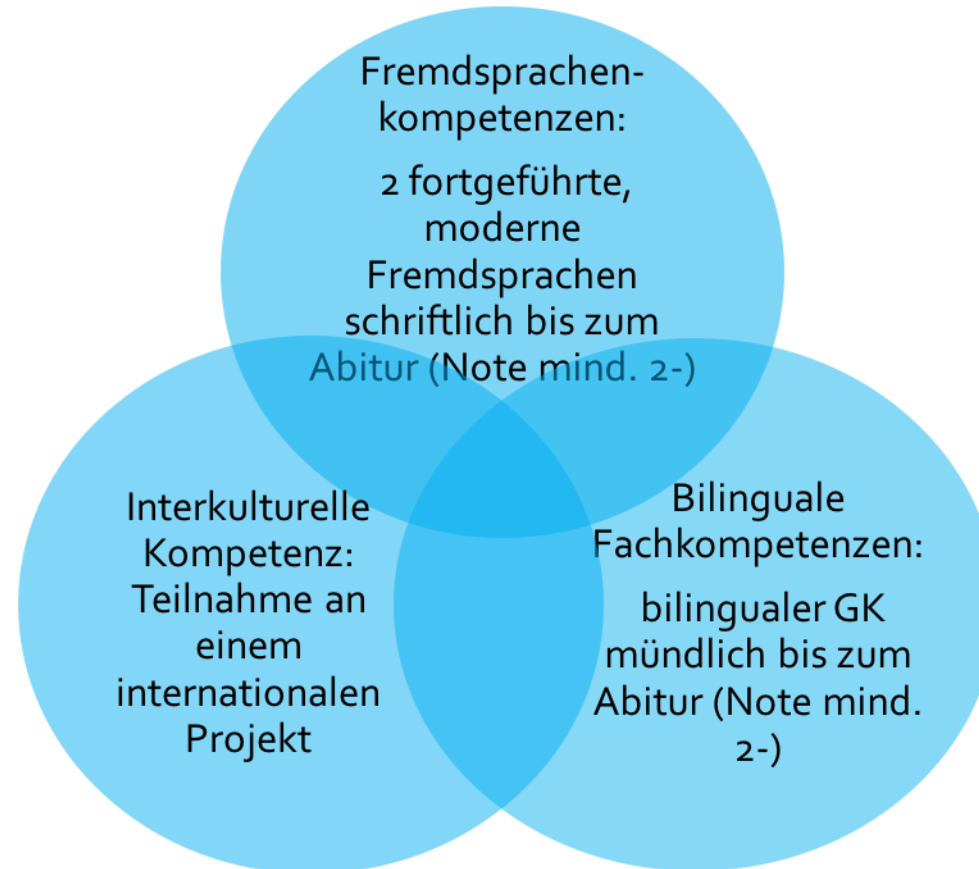 Fremdsprachen-
kompetenzen:
2 fortgeführte,
moderne
Fremdsprachen
schriftlich bis zum
Abitur (Note mind. 2-)
Interkulturelle
Kompetenz:
Teilnahme an
einem
internationalen
Projekt
Bilinguale
Fachkompetenzen:
bilingualer GK
mündlich bis zum
Abitur (Note mind.
2-)